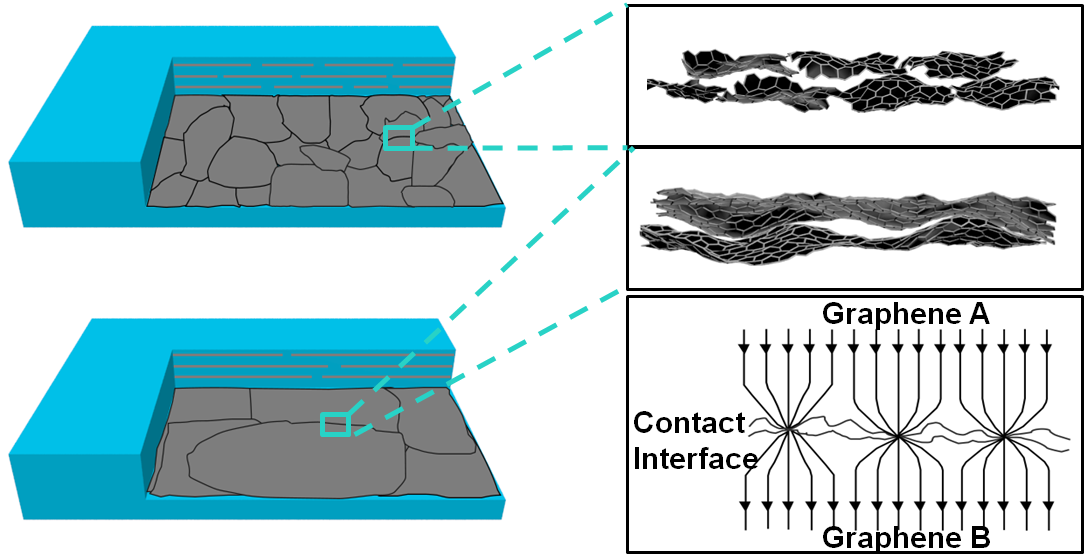 Graphene A
Contact
Interface
Graphene B